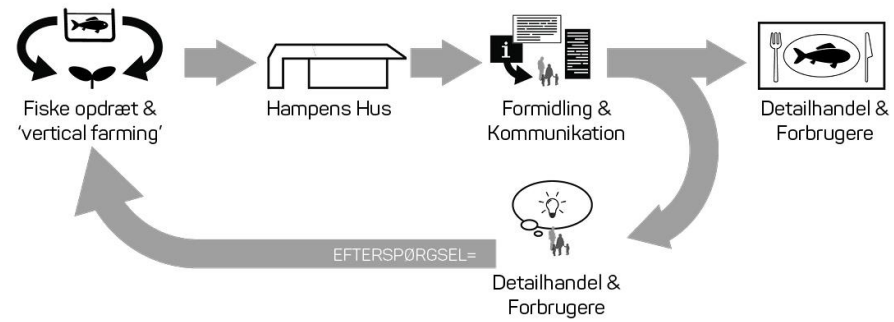 Fiske opdræt &
'vertical farming'
Hampens Hus
i
Formidling &
Kommunikation
Detailhandel &
Forbrugere
EFTERSPØRGSEL=
Detailhandel &
Forbrugere